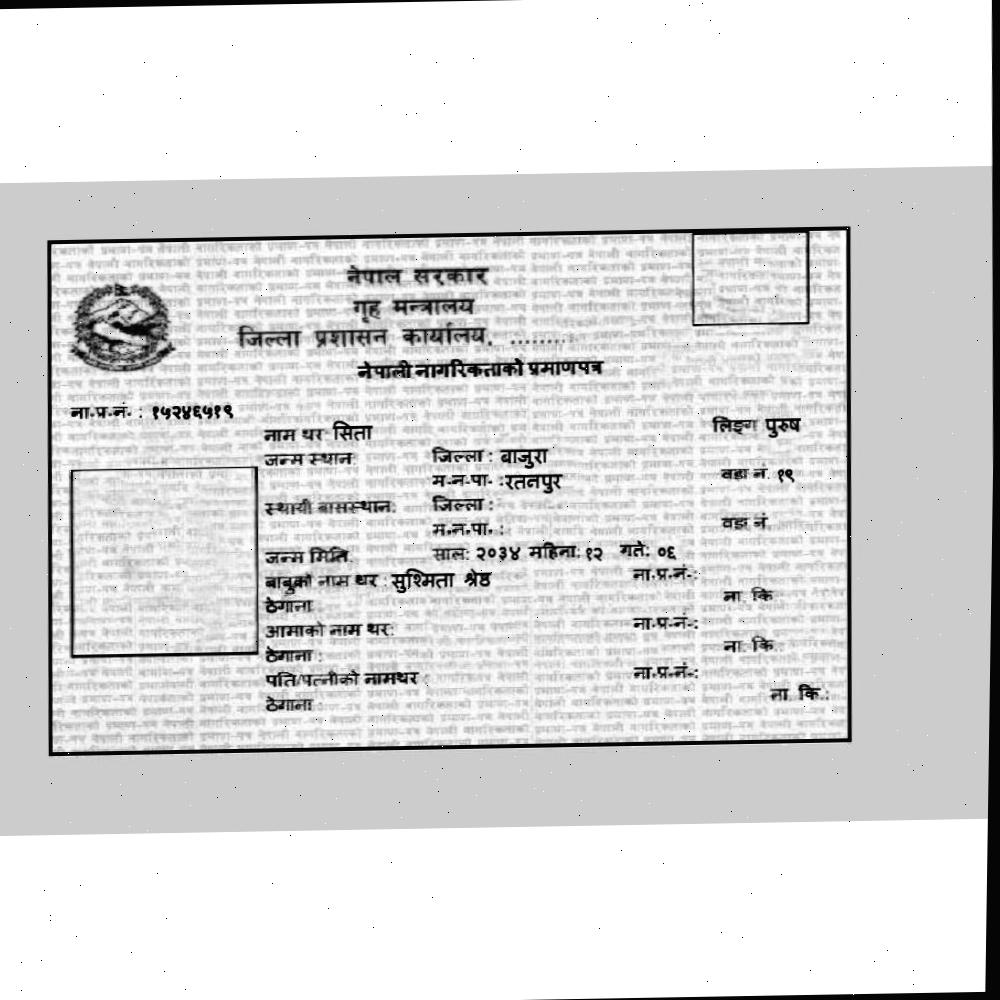 नेपाल सरकार
गृह मन्त्रालय
जिल्ला प्रशासन कार्यालय, .........
नेपाली नागरिकताको प्रमाणपत्र
ना.प्र.नं. : १५२४६५१९
नाम थर सिता लिङ्ग पुरुष
जन्म स्थान: जिल्ला : बाजुरा
म.न.पा. :रतनपुर वडा नं. १९
स्थायी बासस्थान: जिल्ला :
म.न.पा. : वडा नं.
जन्म मिति: साल: २०३४ महिना: १२ गते: ०६
बाबुको नाम थर : सुश्मिता श्रेष्ठ ना.प्र.नं.:
ठेगाना ना. कि
आमाको नाम थर: ना.प्र.नं.:
ठेगाना : ना. कि.:
पति/पत्नीको नामथर : ना.प्र.नं.:
ठेगाना : ना. कि.: